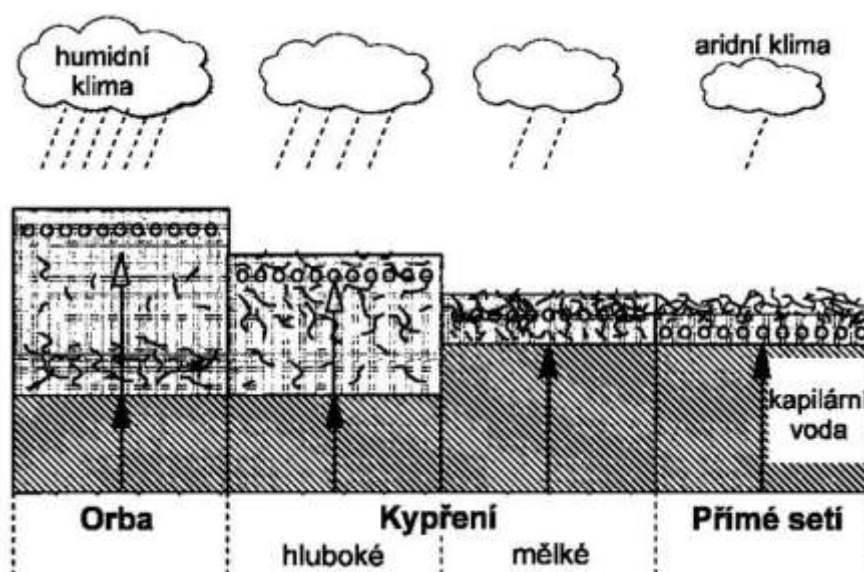 humidní
klima
aridní klima
kapilární
voda
Orba
Kypření
Přímé setí
hluboké
mělké